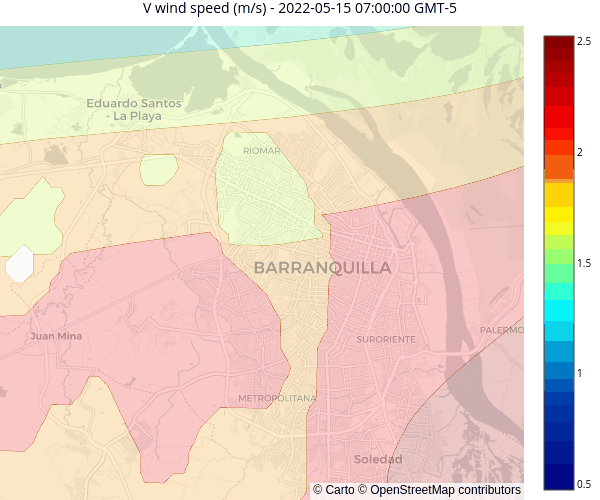 V wind speed (m/s) - 2022-05-15 07:00:00 GMT-5
2.5
Eduardo Santos
- La Playa
RIOMAR
2
BARRANQUILLA
1.5
PALERMO
Juan Mina
SURORIENTE
1
METROPOLITANA
Soledad
0.5
© Carto © OpenStreetMap contributors